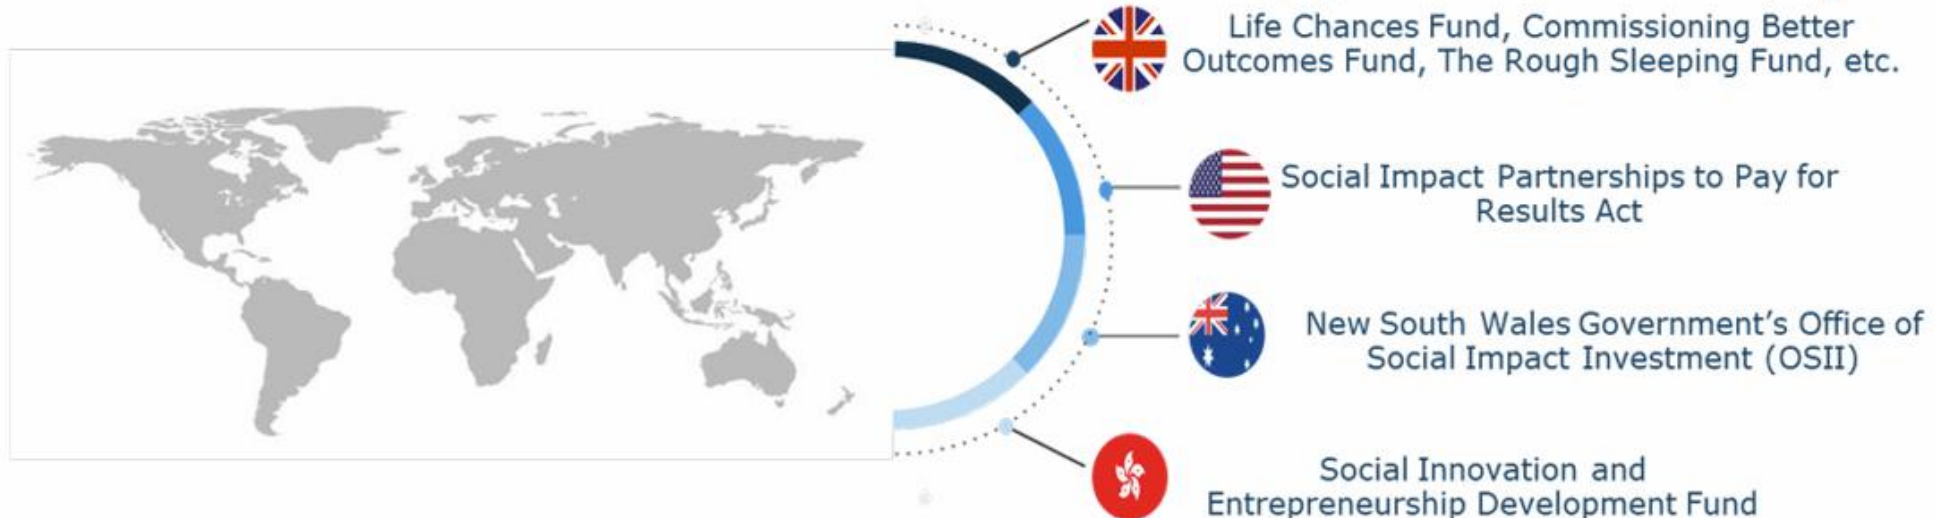 Life Chances Fund, Commissioning Better
Outcomes Fund, The Rough Sleeping Fund, etc.
Social Impact Partnerships to Pay for
Results Act
New South Wales Government’s Office of
Social Impact Investment (OSII)
Social Innovation and
Entrepreneurship Development Fund